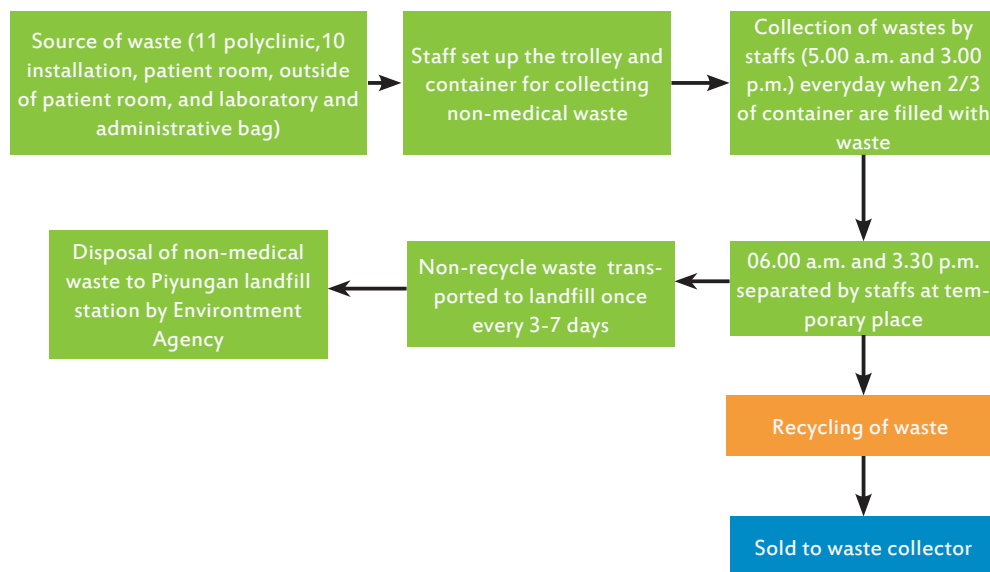 Source of waste (11 polyclinic,10
installation, patient room, outside
of patient room, and laboratory and
administrative bag)
Staff set up the trolley and
container for collecting
non-medical waste
Collection of wastes by
staffs (5.00 a.m. and 3.00
p.m.) everyday when 2/3
of container are filled with
waste
06.00 a.m. and 3.30 p.m.
separated by staffs at tem-
porary place
Non-recycle waste trans-
ported to landfill once
every 3-7 days
Disposal of non-medical
waste to Piyungan landfill
station by Environtment
Agency
Recycling of waste
Sold to waste collector